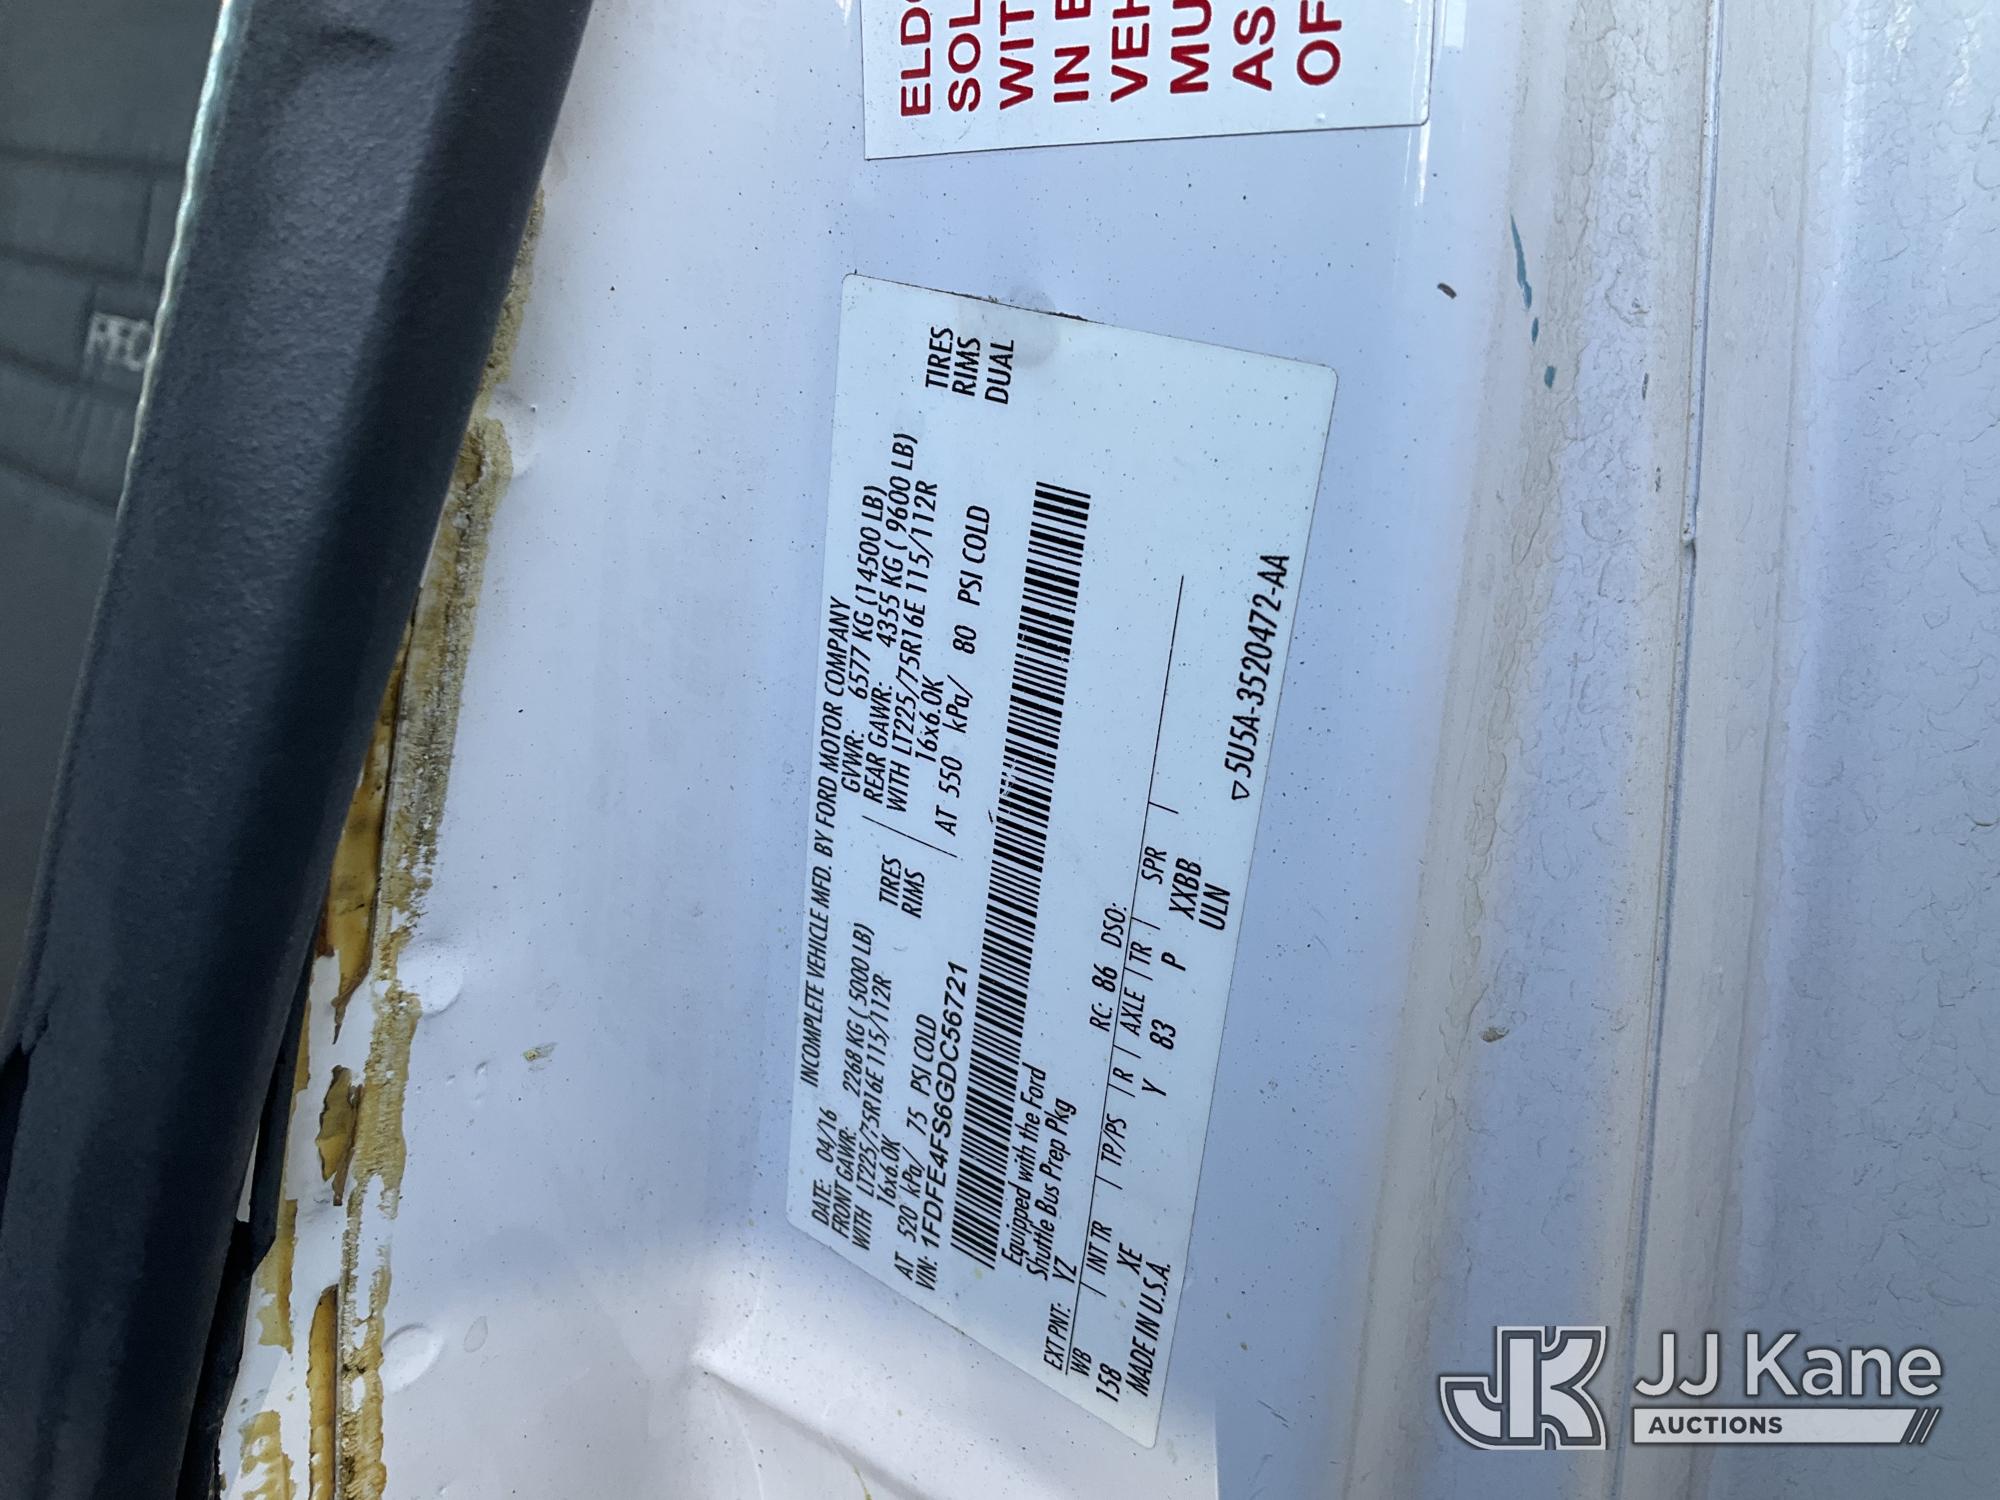 ELDO
SOL
WIT
IN B
VEH
MU
AS
OF
DATE: 04/16 INCOMPLETE VEHICLE MFD. BY FORD MOTOR COMPANY
FRONT GAWR: 2268 KG ( 5000 LB) GVWR: 6577 KG (14500 LB)
REAR GAWR: 4355 KG ( 9600 LB)
WITH LT225/75R16E 115/112R TIRES WITH LT225/75R16E 115/112R TIRES
16x6.0K RIMS 16x6.0K RIMS
AT 520 kPa/ 75 PSI COLD AT 550 kPa/ 80 PSI COLD DUAL
VIN: 1FDFE4FS6GDC56721
Equipped with the Ford
Shuttle Bus Prep Pkg
EXT PNT: YZ RC: 86 DSO:
WB | INT TR | TP/PS | R | AXLE | TR | SPR |
158 XE Y 83 P XXBB
MADE IN U.S.A. ULN
▽5U5A-3520472-AA
JJ Kane
AUCTIONS